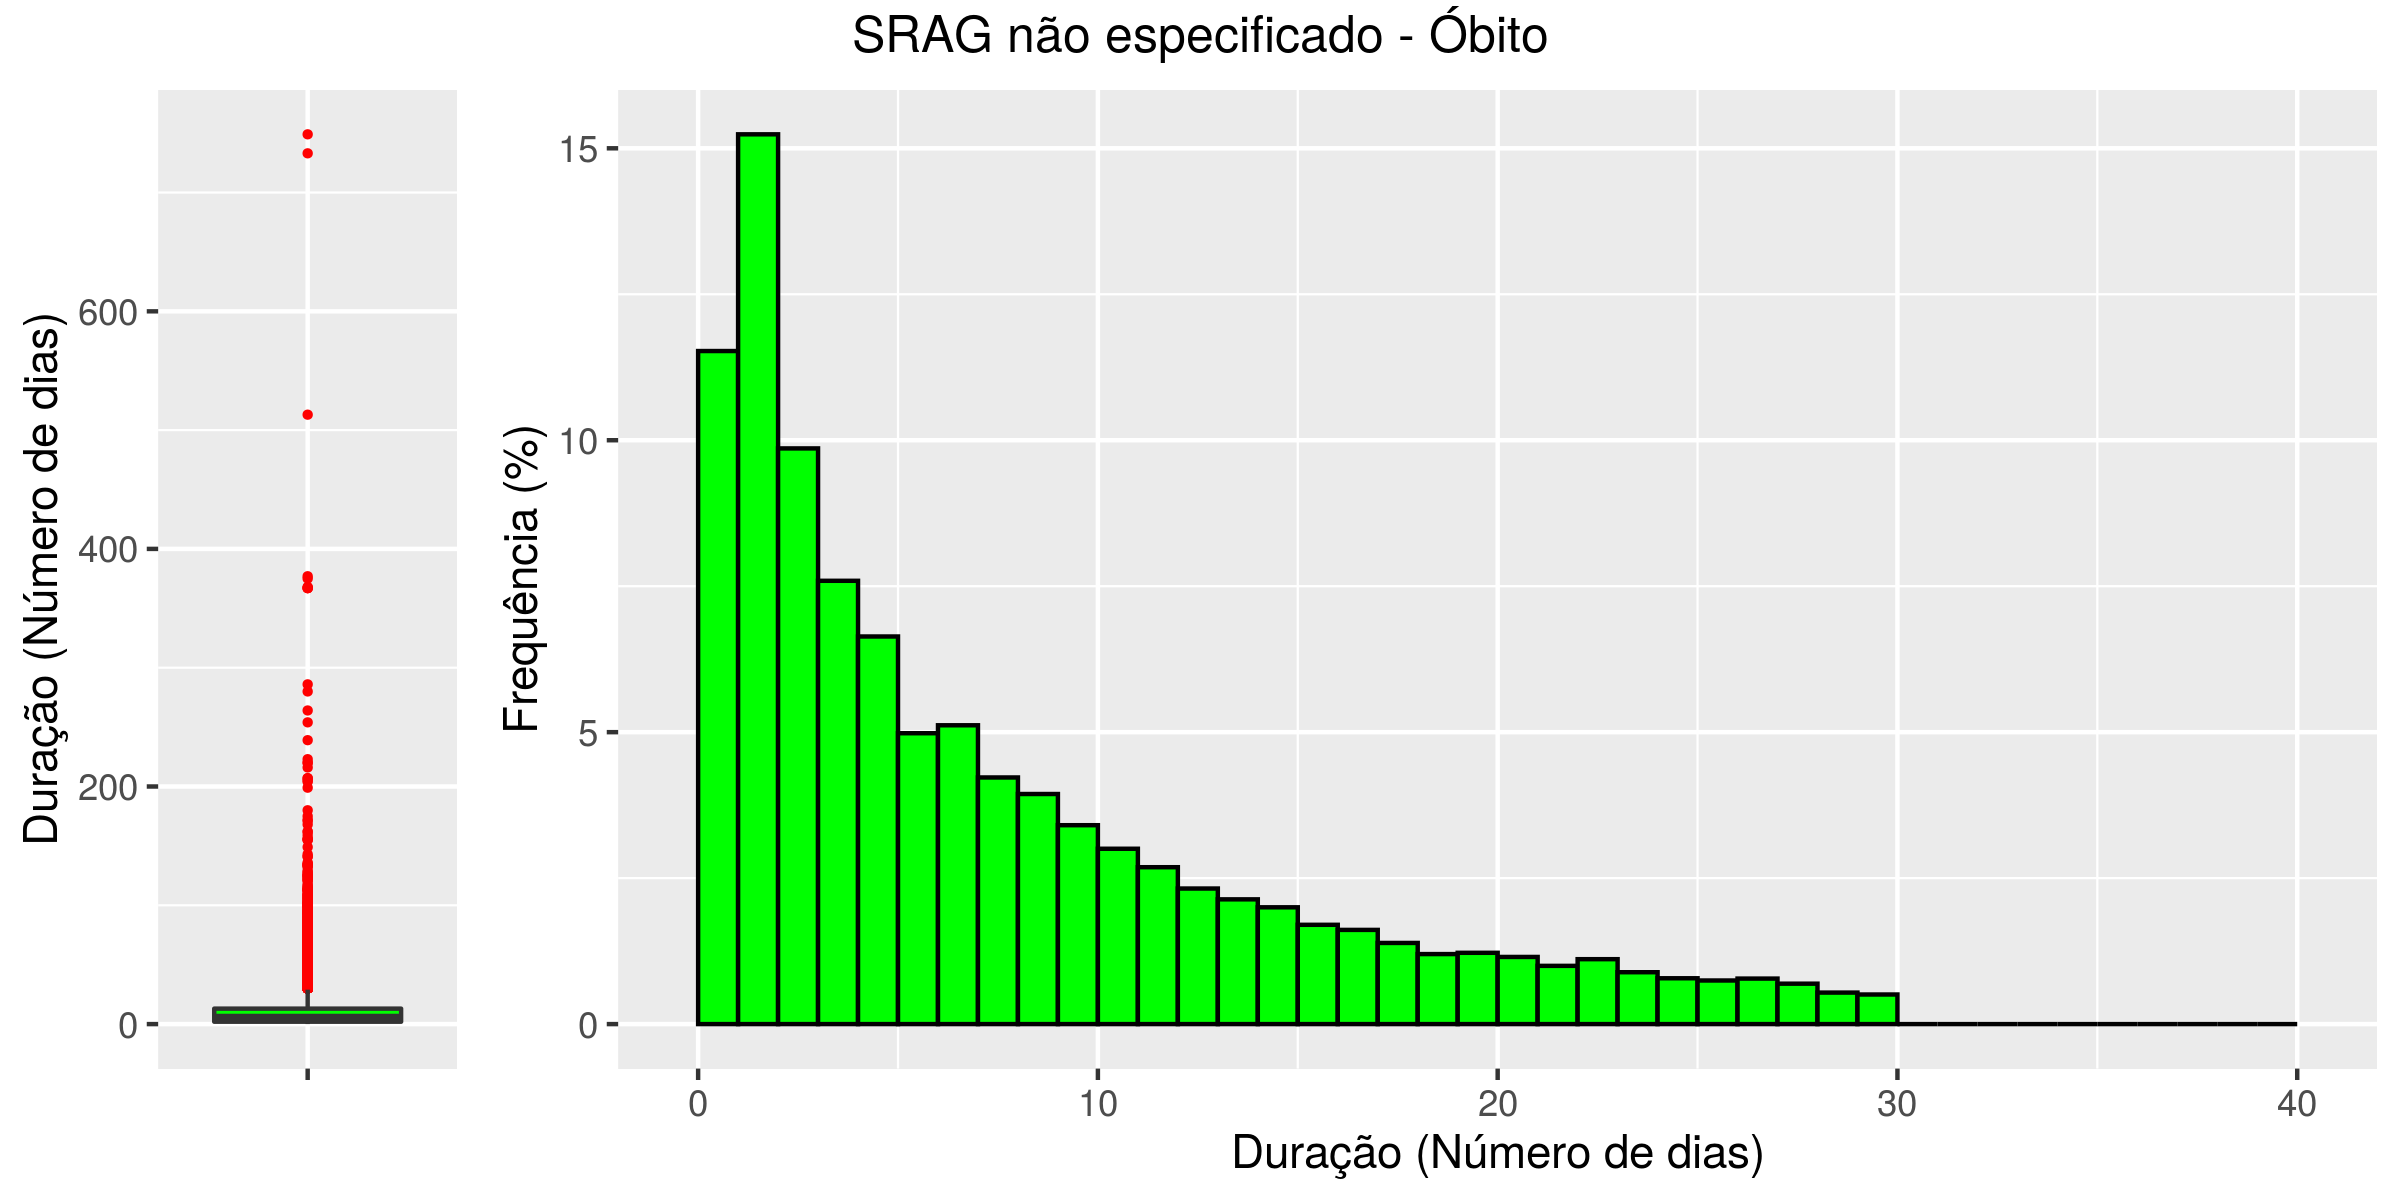 SRAG não especificado - Óbito
Duração (Número de dias)
600
400
200
0
Frequência (%)
15
10
5
0
0 10 20 30 40
Duração (Número de dias)